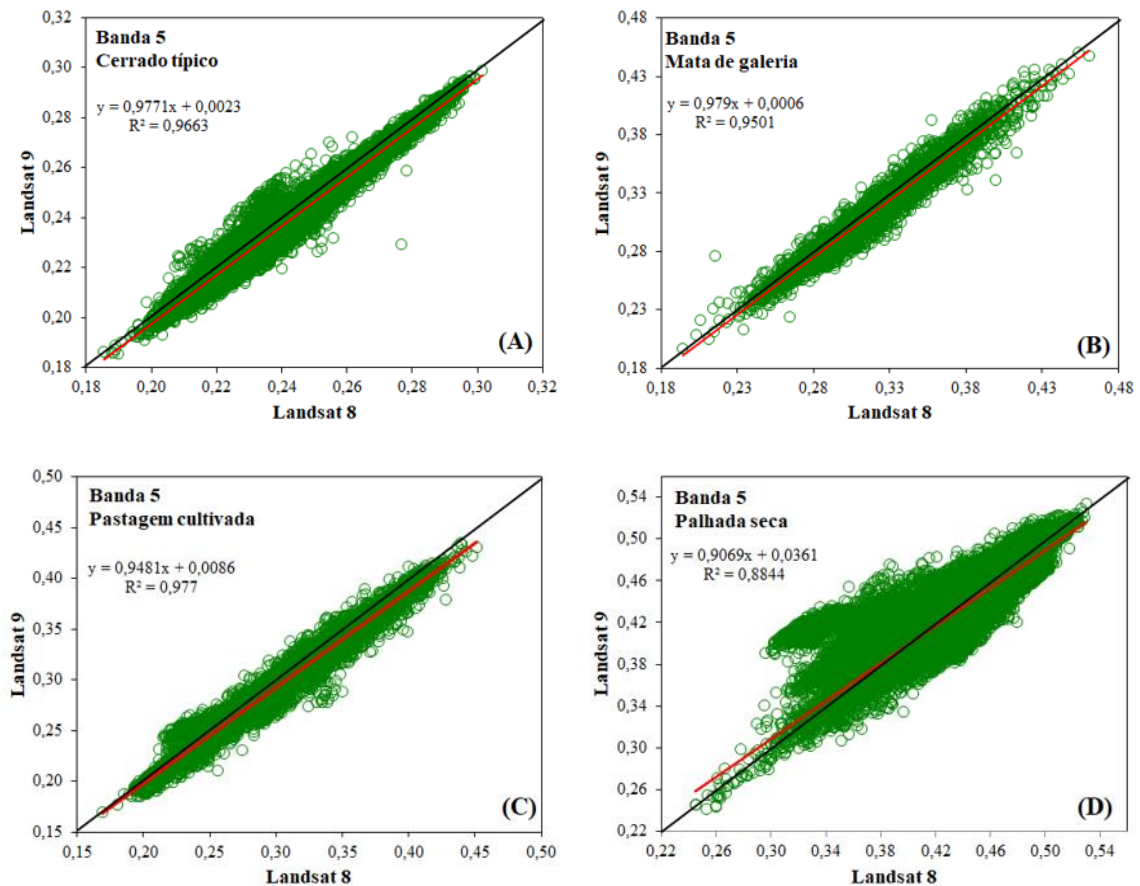 Banda 5
Cerrado típico
y = 0,9771x + 0,0023
R² = 0,9663
0,32
0,30
0,28
0,26
0,24
0,22
0,20
0,18
Landsat 9
0,18 0,20 0,22 0,24 0,26 0,28 0,30 0,32
Landsat 8
(A)
Banda 5
Mata de galeria
y = 0,979x + 0,0006
R² = 0,9501
0,48
0,43
0,38
0,33
0,28
0,23
0,18
Landsat 9
0,18 0,23 0,28 0,33 0,38 0,43 0,48
Landsat 8
(B)
Banda 5
Pastagem cultivada
y = 0,9481x + 0,0086
R² = 0,977
0,50
0,45
0,40
0,35
0,30
0,25
0,20
0,15
Landsat 9
0,15 0,20 0,25 0,30 0,35 0,40 0,45 0,50
Landsat 8
(C)
Banda 5
Palhada seca
y = 0,9069x + 0,0361
R² = 0,8844
0,54
0,50
0,46
0,42
0,38
0,34
0,30
0,26
0,22
Landsat 9
0,22 0,26 0,30 0,34 0,38 0,42 0,46 0,50 0,54
Landsat 8
(D)